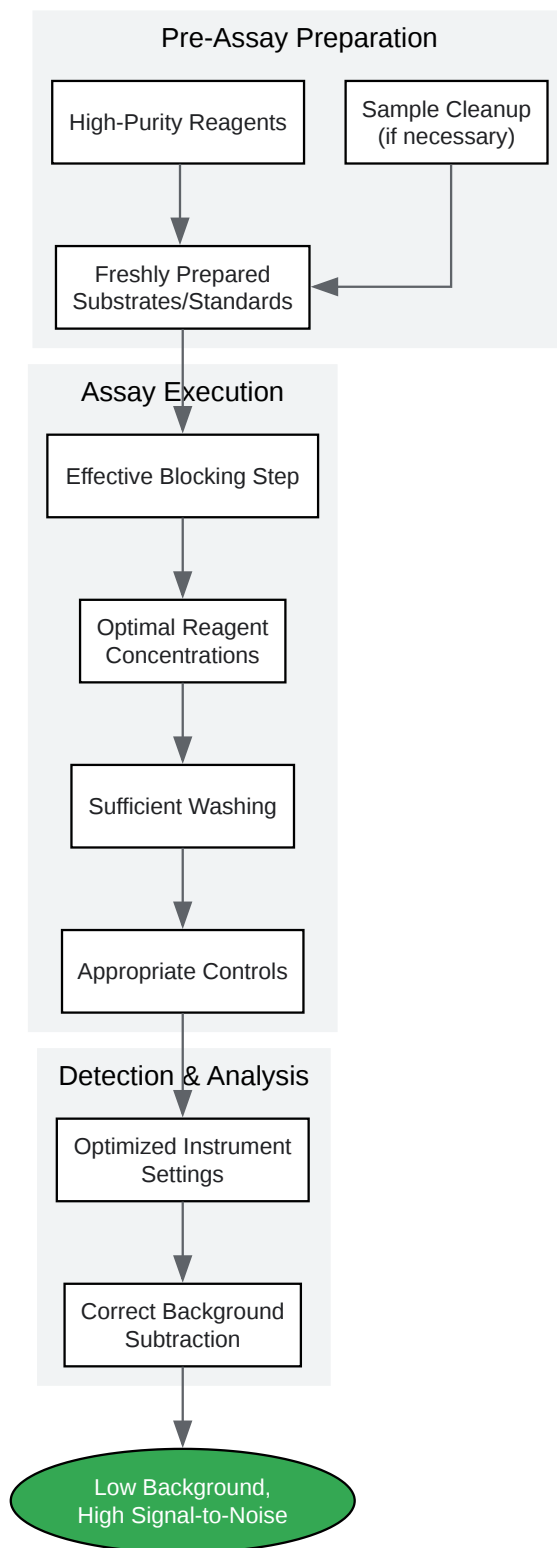 Pre-Assay Preparation
High-Purity Reagents
Sample Cleanup
(if necessary)
Freshly Prepared
Substrates/Standards
Assay Execution
Effective Blocking Step
Optimal Reagent
Concentrations
Sufficient Washing
Appropriate Controls
Detection & Analysis
Optimized Instrument
Settings
Correct Background
Subtraction
Low Background,
High Signal-to-Noise